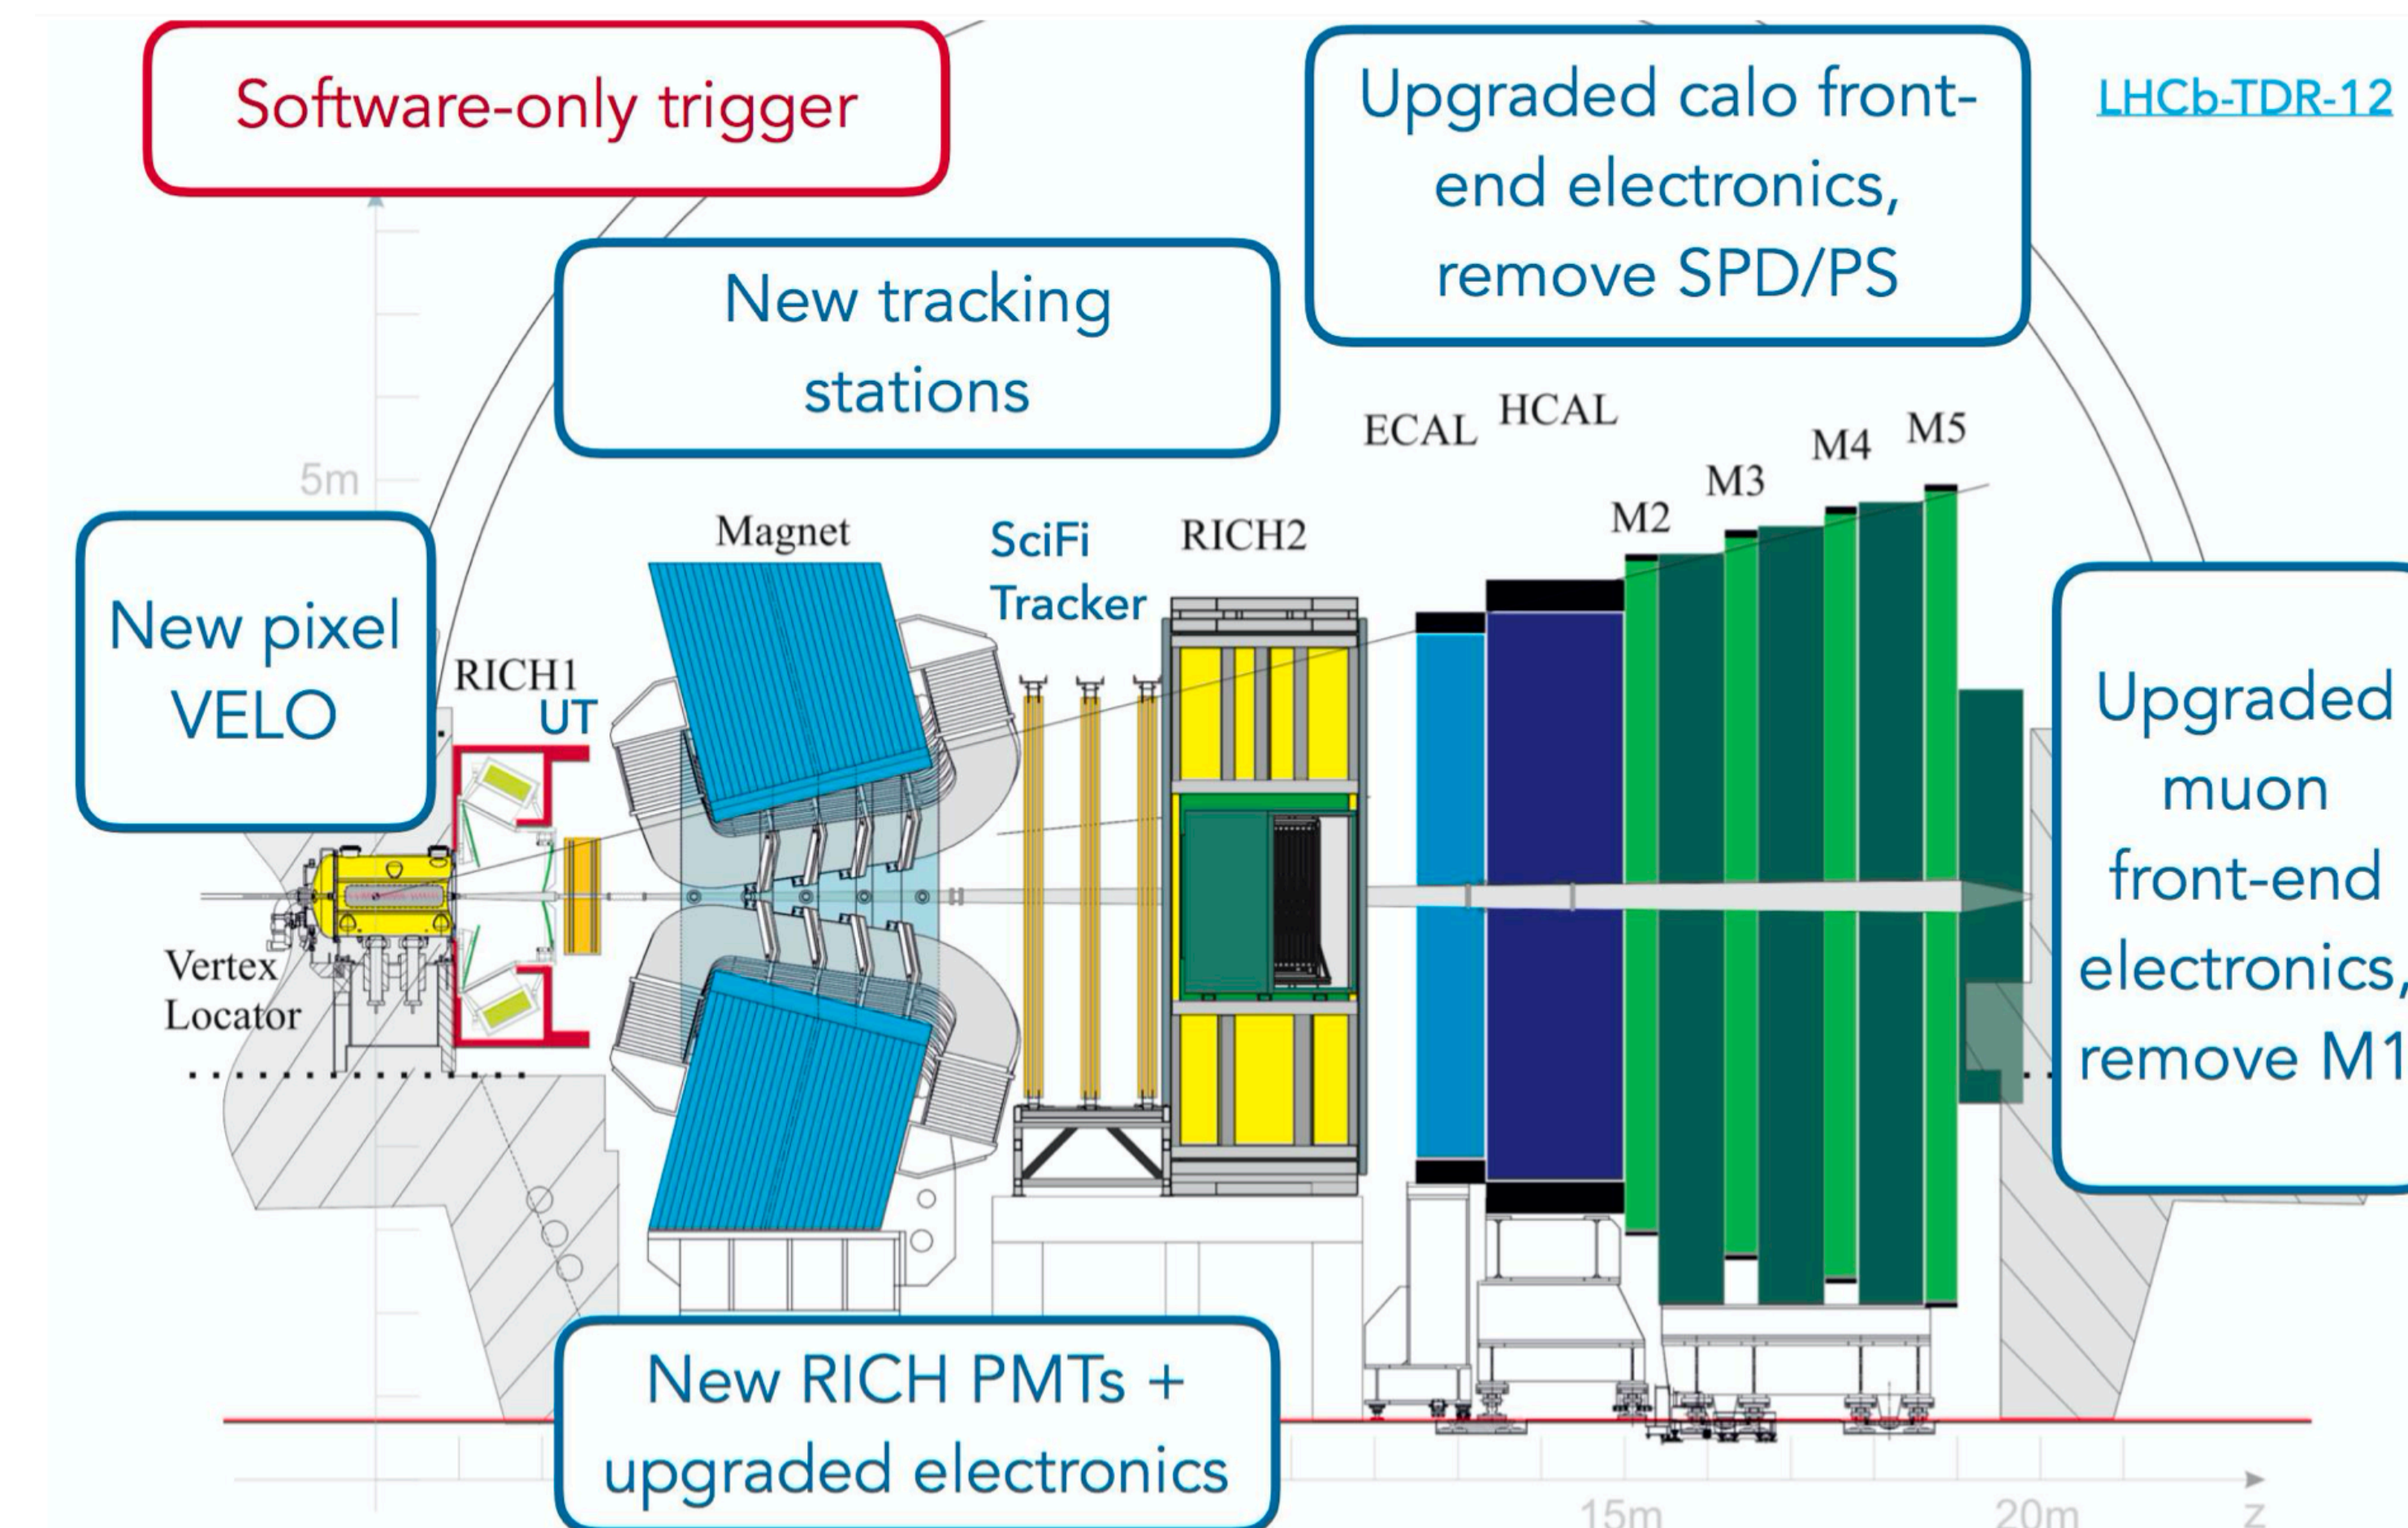 Software-only trigger
Upgraded calo front-
end electronics,
remove SPD/PS
LHCb-TDR-12
New tracking
stations
ECAL
HCAL
M2
M3
M4
M5
5m
New pixel
VELO
Magnet
SciFi
Tracker
RICH2
RICH1
UT
Upgraded
muon
front-end
electronics,
remove M1
Vertex
Locator
New RICH PMTs +
upgraded electronics
15m
20m
z